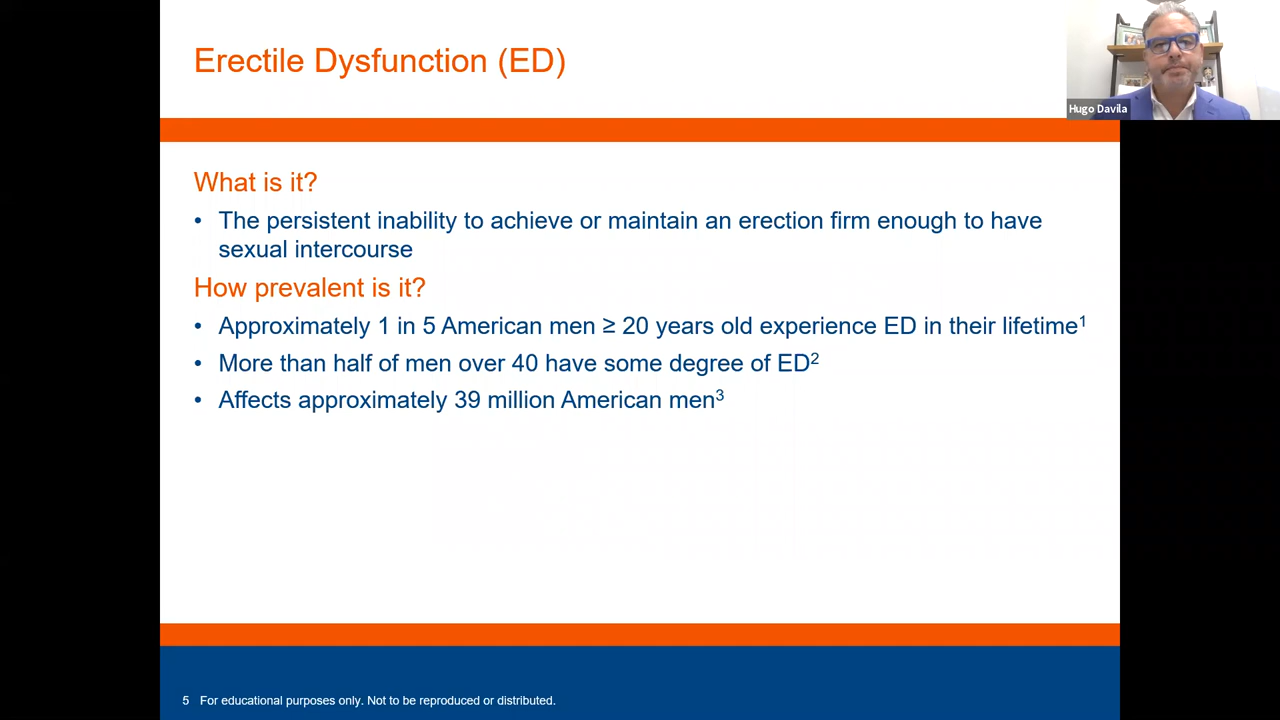 Erectile Dysfunction (ED)
Hugo Davila
What is it?
• The persistent inability to achieve or maintain an erection firm enough to have
sexual intercourse
How prevalent is it?
• Approximately 1 in 5 American men ≥ 20 years old experience ED in their lifetime¹
• More than half of men over 40 have some degree of ED²
• Affects approximately 39 million American men³
5 For educational purposes only. Not to be reproduced or distributed.